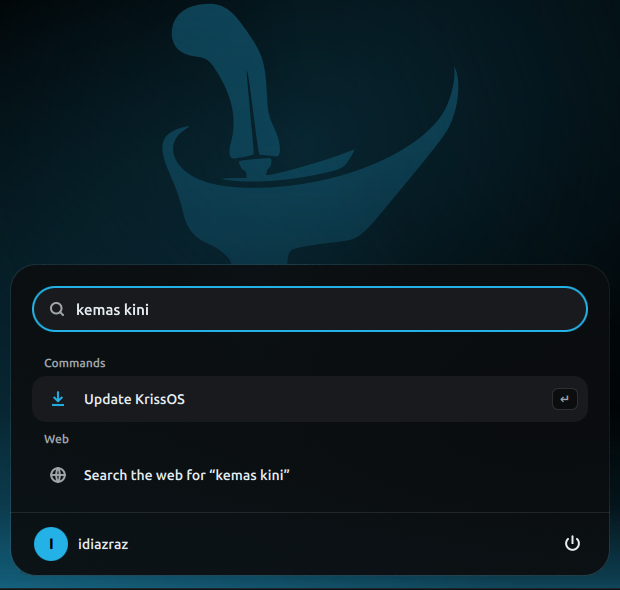 kemas kini
Commands
Update KrissOS
Web
Search the web for “kemas kini”
I idiazraz